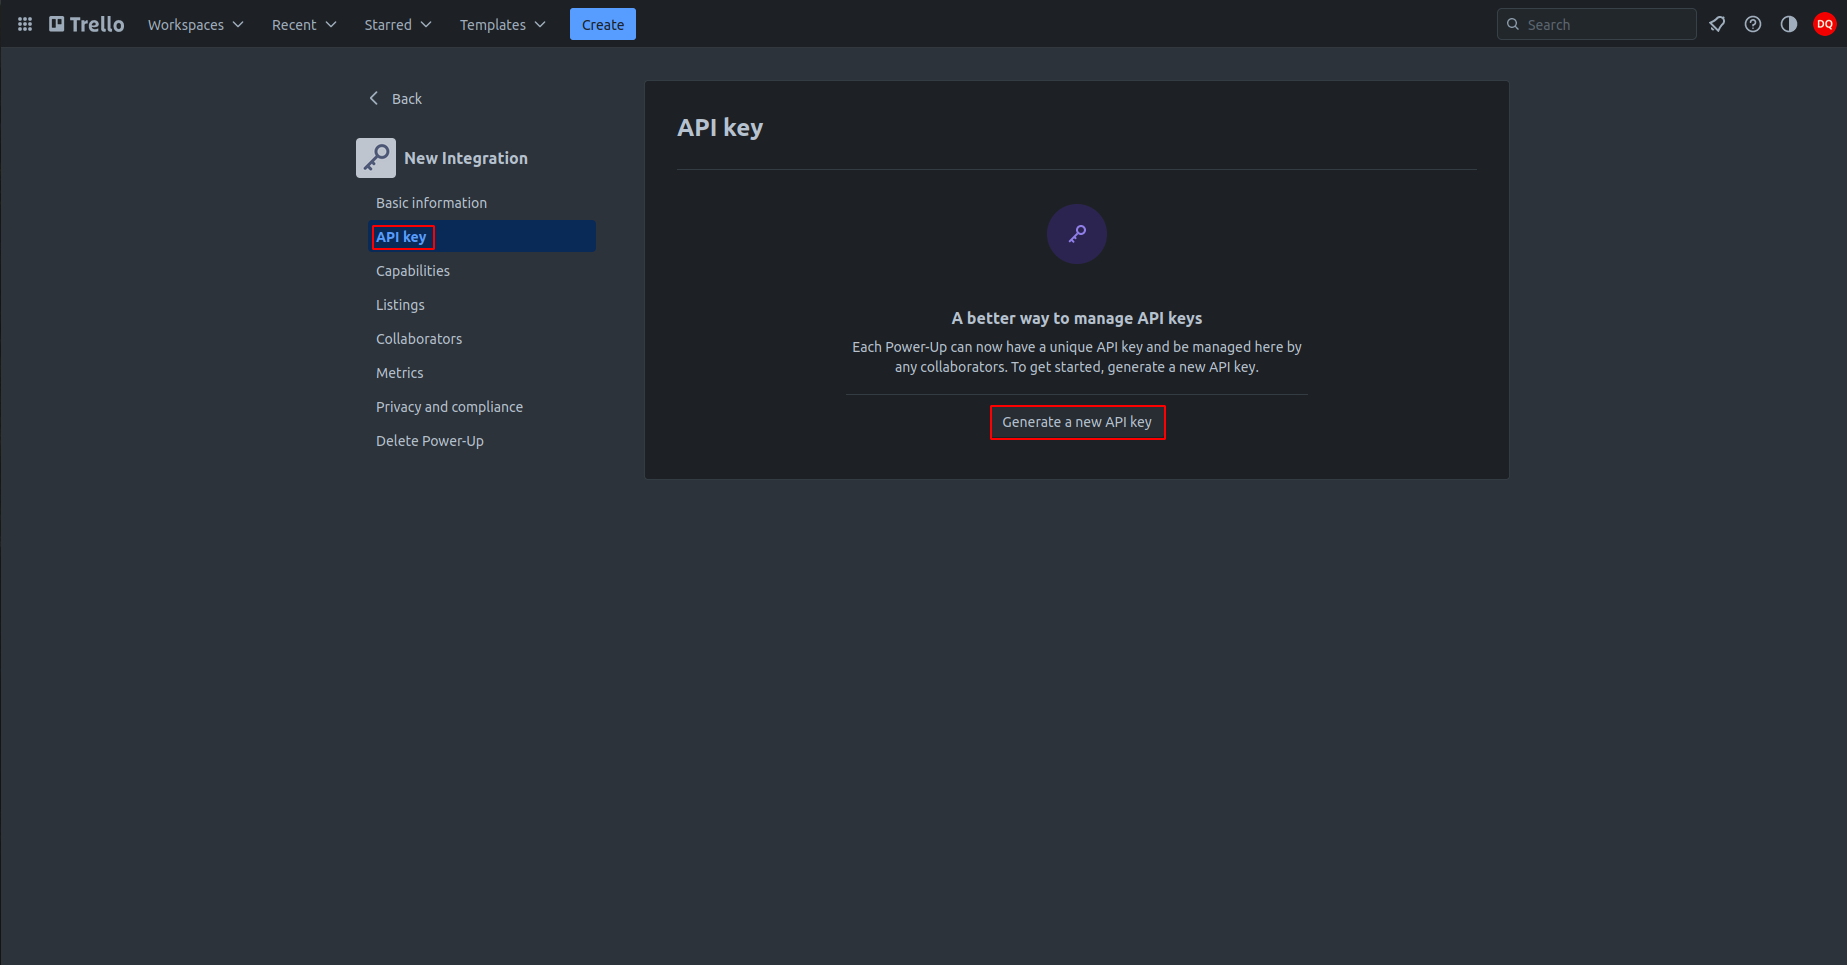 Trello Workspaces Recent Starred Templates Create Search DQ
Back
New Integration
Basic information
API key
Capabilities
Listings
Collaborators
Metrics
Privacy and compliance
Delete Power-Up
API key
A better way to manage API keys
Each Power-Up can now have a unique API key and be managed here by
any collaborators. To get started, generate a new API key.
Generate a new API key